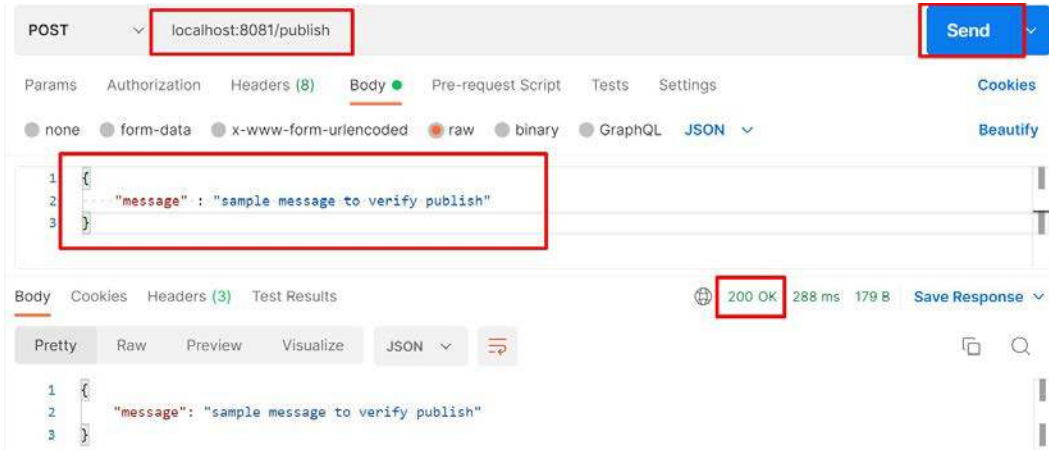 POST localhost:8081/publish Send
Params Authorization Headers (8) Body Pre-request Script Tests Settings Cookies
none form-data x-www-form-urlencoded raw binary GraphQL JSON Beautify
1 {
2 "message" : "sample message to verify publish"
3 }
Body Cookies Headers (3) Test Results 200 OK 288 ms 179 B Save Response
Pretty Raw Preview Visualize JSON
1 {
2 "message": "sample message to verify publish"
3 }